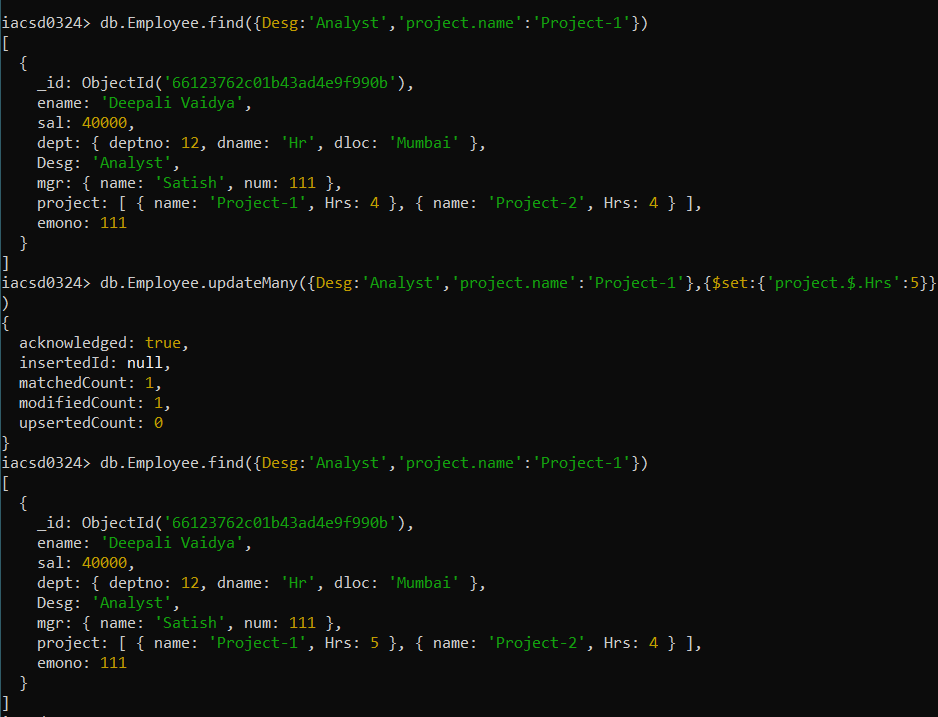 iacsd0324> db.Employee.find({Desg:'Analyst','project.name':'Project-1'})
[
  {
    _id: ObjectId('66123762c01b43ad4e9f990b'),
    ename: 'Deepali Vaidya',
    sal: 40000,
    dept: { deptno: 12, dname: 'Hr', dloc: 'Mumbai' },
    Desg: 'Analyst',
    mgr: { name: 'Satish', num: 111 },
    project: [ { name: 'Project-1', Hrs: 4 }, { name: 'Project-2', Hrs: 4 } ],
    emono: 111
  }
]
iacsd0324> db.Employee.updateMany({Desg:'Analyst','project.name':'Project-1'},{$set:{'project.$.Hrs':5}}
)
{
  acknowledged: true,
  insertedId: null,
  matchedCount: 1,
  modifiedCount: 1,
  upsertedCount: 0
}
iacsd0324> db.Employee.find({Desg:'Analyst','project.name':'Project-1'})
[
  {
    _id: ObjectId('66123762c01b43ad4e9f990b'),
    ename: 'Deepali Vaidya',
    sal: 40000,
    dept: { deptno: 12, dname: 'Hr', dloc: 'Mumbai' },
    Desg: 'Analyst',
    mgr: { name: 'Satish', num: 111 },
    project: [ { name: 'Project-1', Hrs: 5 }, { name: 'Project-2', Hrs: 4 } ],
    emono: 111
  }
]